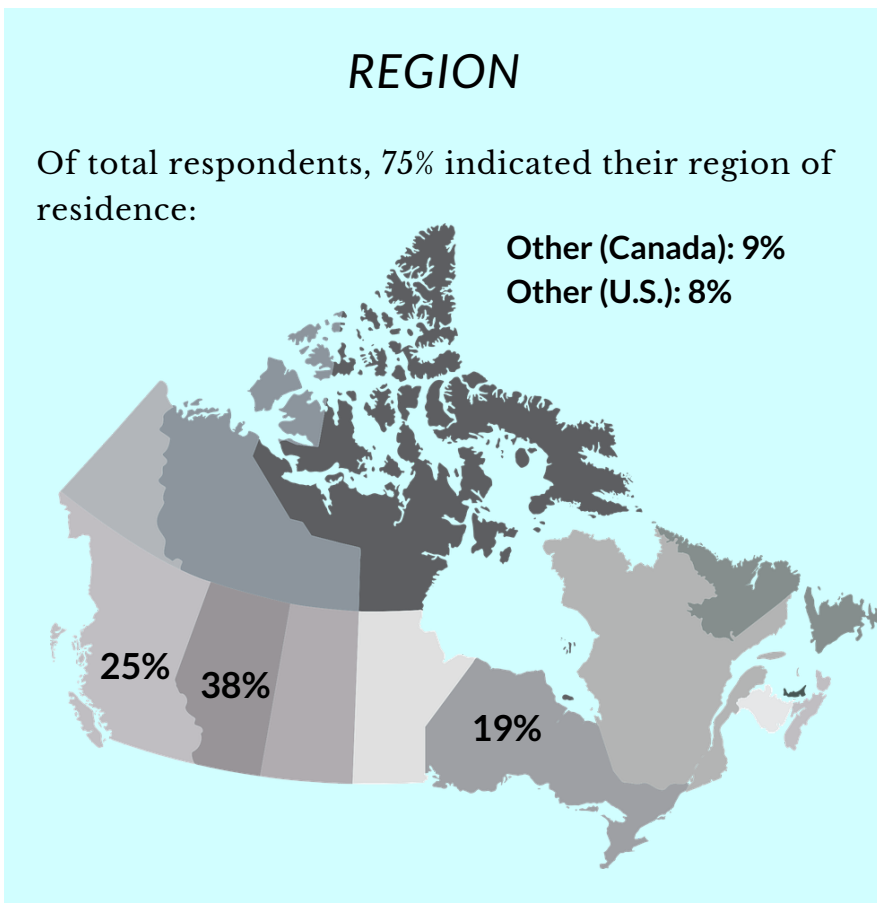 REGION
Of total respondents, 75% indicated their region of
residence:
Other (Canada): 9%
Other (U.S.): 8%
25%
38%
19%